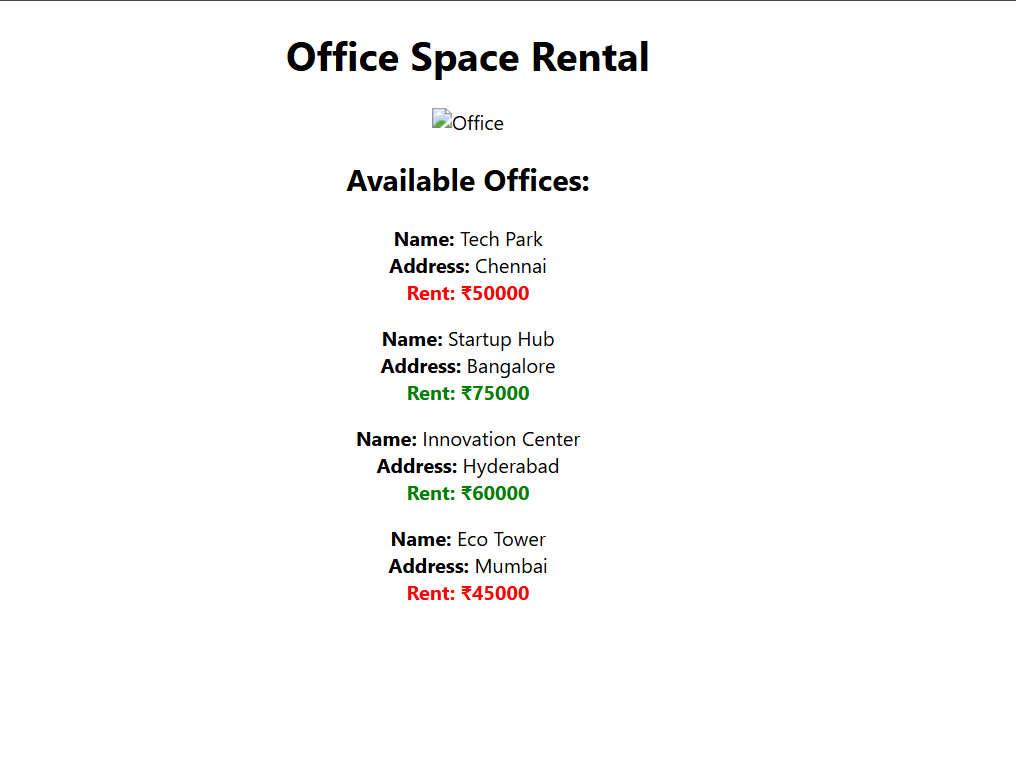 Office Space Rental
Office
Available Offices:
Name: Tech Park
Address: Chennai
Rent: ₹50000
Name: Startup Hub
Address: Bangalore
Rent: ₹75000
Name: Innovation Center
Address: Hyderabad
Rent: ₹60000
Name: Eco Tower
Address: Mumbai
Rent: ₹45000